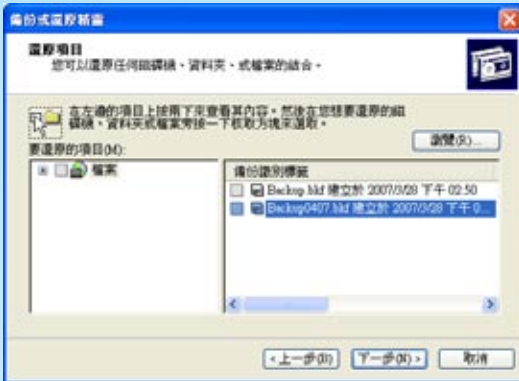 備份或還原精靈
還原項目
您可以還原任何磁碟機、資料夾、或檔案的結合。
在左邊的項目上按兩下來查看其內容。然後在您想要還原的磁
碟機、資料夾或檔案旁按一下核取方塊來選取。
瀏覽(R)...
要還原的項目(M):
檔案
備份識別標籤
Backup.bkf 建立於 2007/3/28 下午 02:50
Backup0407.bkf 建立於 2007/3/28 下午 0...
<上一步(B)
下一步(N)>
取消